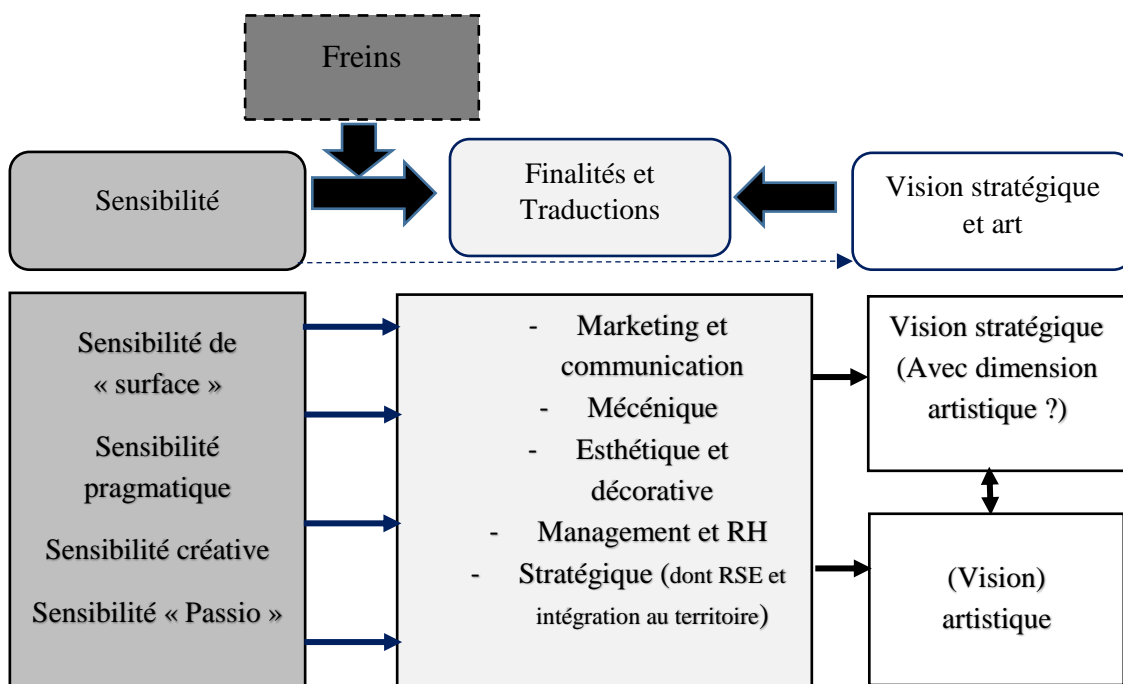 Freins
Sensibilité
Finalités et
Traductions
Vision stratégique
et art
Sensibilité de
« surface »
Sensibilité
pragmatique
Sensibilité créative
Sensibilité « Passio »
- Marketing et
communication
- Mécénique
- Esthétique et
décorative
- Management et RH
- Stratégique (dont RSE et
intégration au territoire)
Vision stratégique
(Avec dimension
artistique ?)
(Vision)
artistique